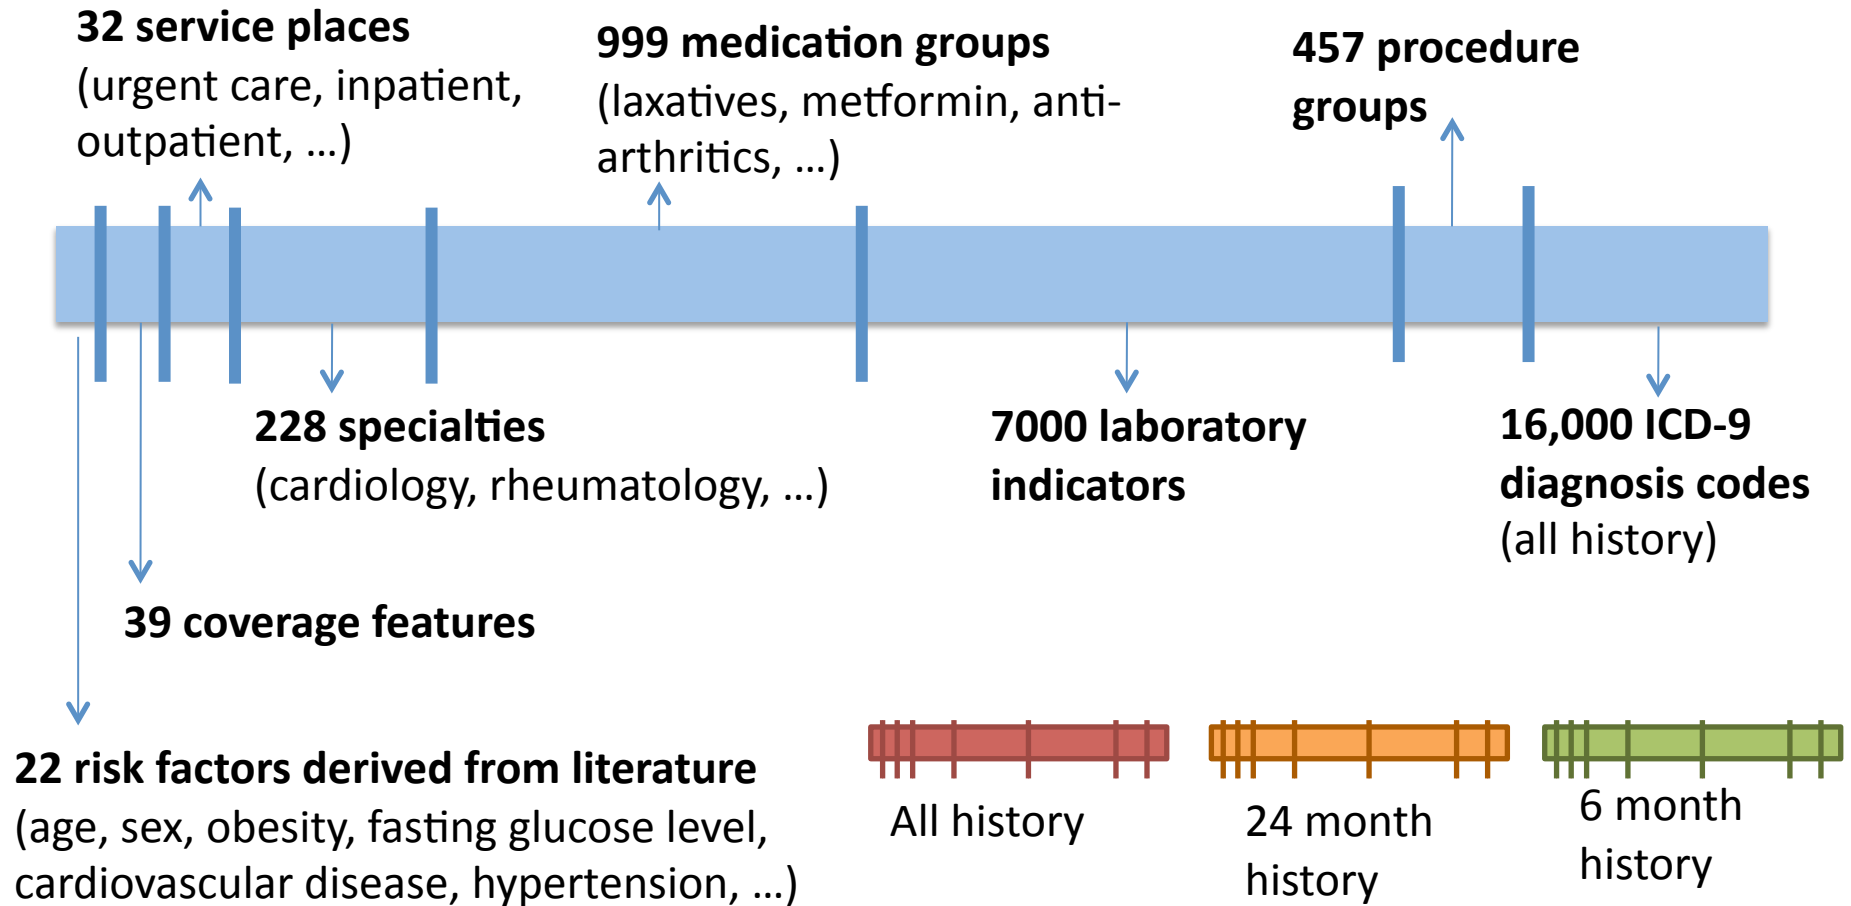 32 service places
(urgent care, inpatient,
outpatient, …)
999 medication groups
(laxatives, metformin, anti-
arthritics, …)
457 procedure
groups
228 specialties
(cardiology, rheumatology, …)
7000 laboratory
indicators
16,000 ICD-9
diagnosis codes
(all history)
39 coverage features
22 risk factors derived from literature
(age, sex, obesity, fasting glucose level,
cardiovascular disease, hypertension, …)
All history
24 month
history
6 month
history